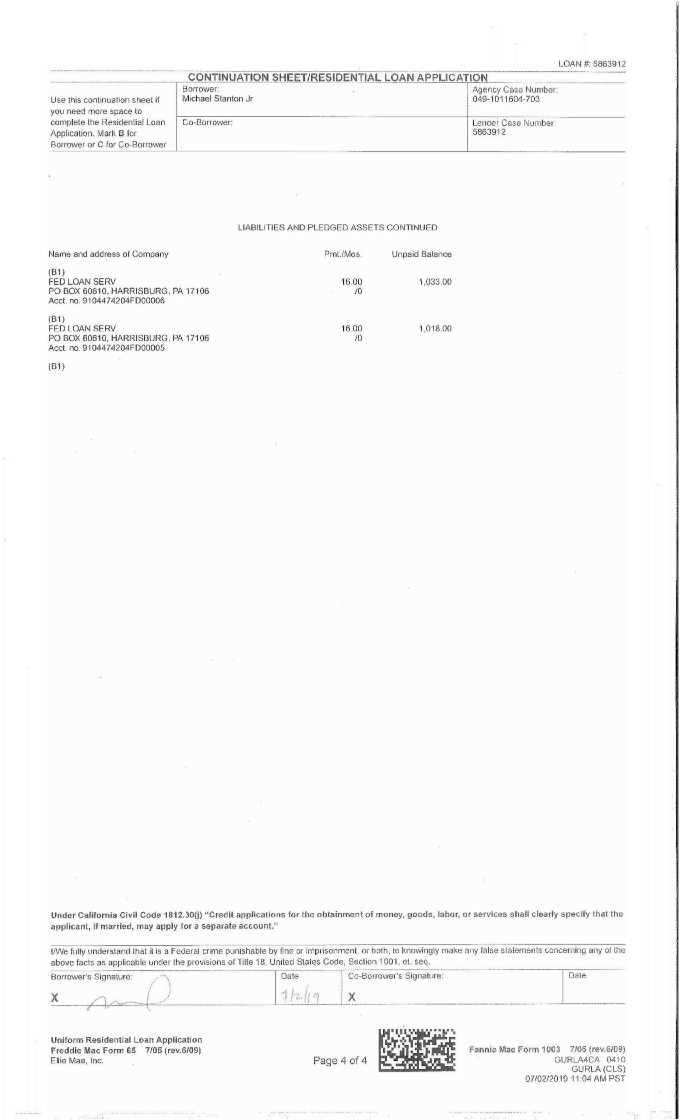 LOAN #: 5863912
CONTINUATION SHEET/RESIDENTIAL LOAN APPLICATION
Use this continuation sheet if
you need more space to
complete the Residential Loan
Application. Mark B for
Borrower or C for Co-Borrower
Borrower:
Michael Stanton Jr
Agency Case Number:
049-1011604-703
Co-Borrower:
Lender Case Number:
5863912
LIABILITIES AND PLEDGED ASSETS CONTINUED
Name and address of Company Pmt./Mos. Unpaid Balance
(B1)
FED LOAN SERV 16.00 1,033.00
PO BOX 60610, HARRISBURG, PA 17106 /0
Acct. no. 9104474204FD00006
(B1)
FED LOAN SERV 16.00 1,018.00
PO BOX 60610, HARRISBURG, PA 17106 /0
Acct. no. 9104474204FD00005
(B1)
Under California Civil Code 1812.30(j) "Credit applications for the obtainment of money, goods, labor, or services shall clearly specify that the
applicant, if married, may apply for a separate account."
I/We fully understand that it is a Federal crime punishable by fine or imprisonment, or both, to knowingly make any false statements concerning any of the
above facts as applicable under the provisions of Title 18, United States Code, Section 1001, et. seq.
Borrower's Signature: Date Co-Borrower's Signature: Date
X 7/2/19 X
Uniform Residential Loan Application
Freddie Mac Form 65 7/05 (rev.6/09)
Ellie Mae, Inc.
Page 4 of 4
Fannie Mae Form 1003 7/05 (rev.6/09)
GURLA4CA 0410
GURLA (CLS)
07/02/2019 11:04 AM PST